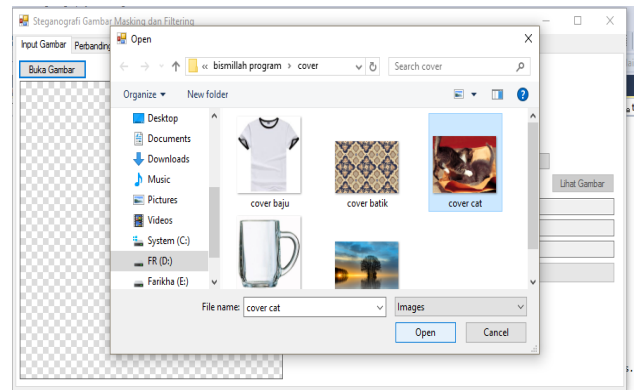 Steganografi Gambar Masking dan Filtering
Input Gambar Perbanding
Buka Gambar
Open
« bismillah program › cover
Search cover
Organize New folder
Desktop
Documents
Downloads
Music
Pictures
Videos
System (C:)
FR (D:)
Farikha (E:)
cover baju cover batik cover cat
Lihat Gambar
File name: cover cat Images
Open Cancel
s.